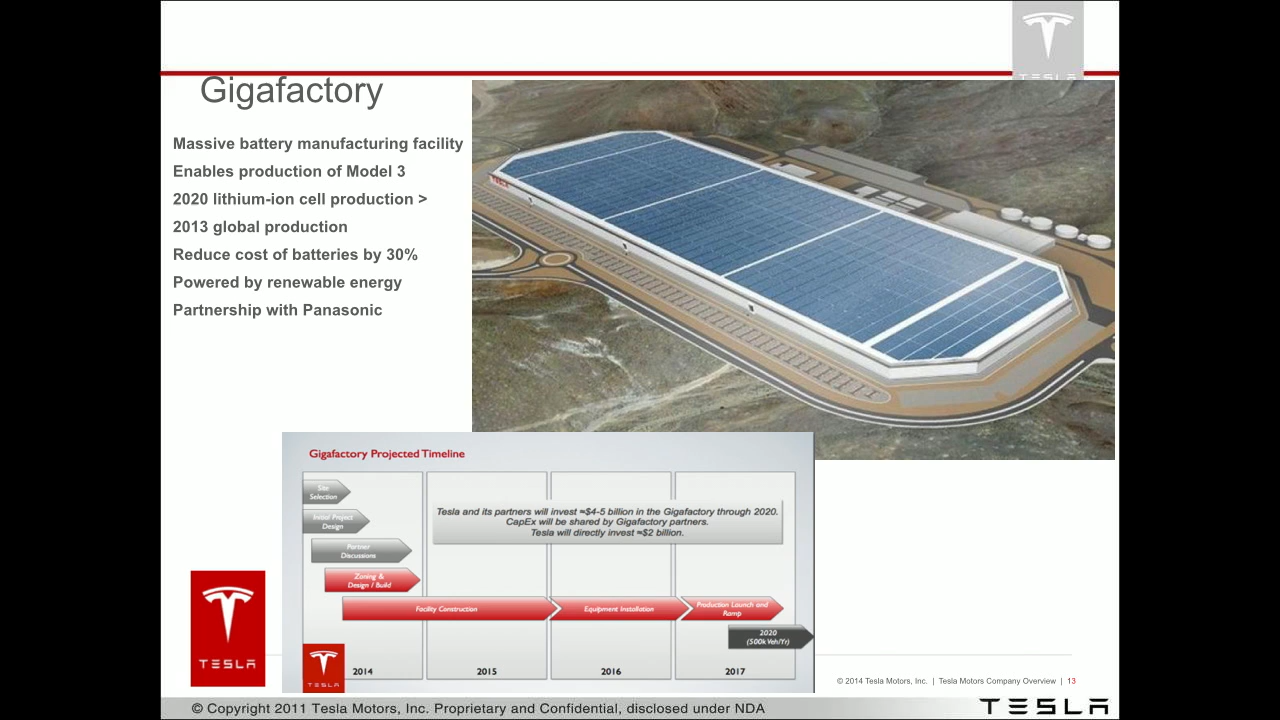 TESLA
Gigafactory
Massive battery manufacturing facility
Enables production of Model 3
2020 lithium-ion cell production >
2013 global production
Reduce cost of batteries by 30%
Powered by renewable energy
Partnership with Panasonic
TESLA
Gigafactory Projected Timeline
Site
Selection
Initial Project
Design
Partner
Discussions
Zoning &
Design / Build
Tesla and its partners will invest ≈$4-5 billion in the Gigafactory through 2020.
CapEx will be shared by Gigafactory partners.
Tesla will directly invest ≈$2 billion.
Facility Construction
Equipment Installation
Production Launch and
Ramp
2020
(500k Veh/Yr)
2014
2015
2016
2017
TESLA
TESLA
© 2014 Tesla Motors, Inc. | Tesla Motors Company Overview | 13
© Copyright 2011 Tesla Motors, Inc. Proprietary and Confidential, disclosed under NDA
TESLA